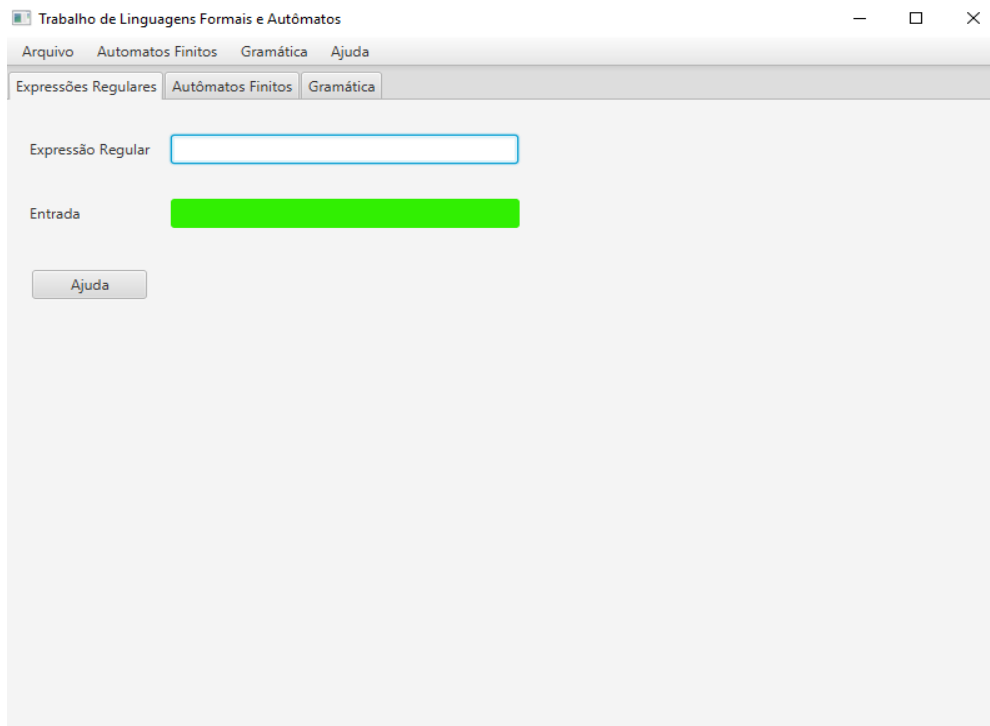 Trabalho de Linguagens Formais e Autômatos
Arquivo Automatos Finitos Gramática Ajuda
Expressões Regulares Autômatos Finitos Gramática
Expressão Regular
Entrada
Ajuda